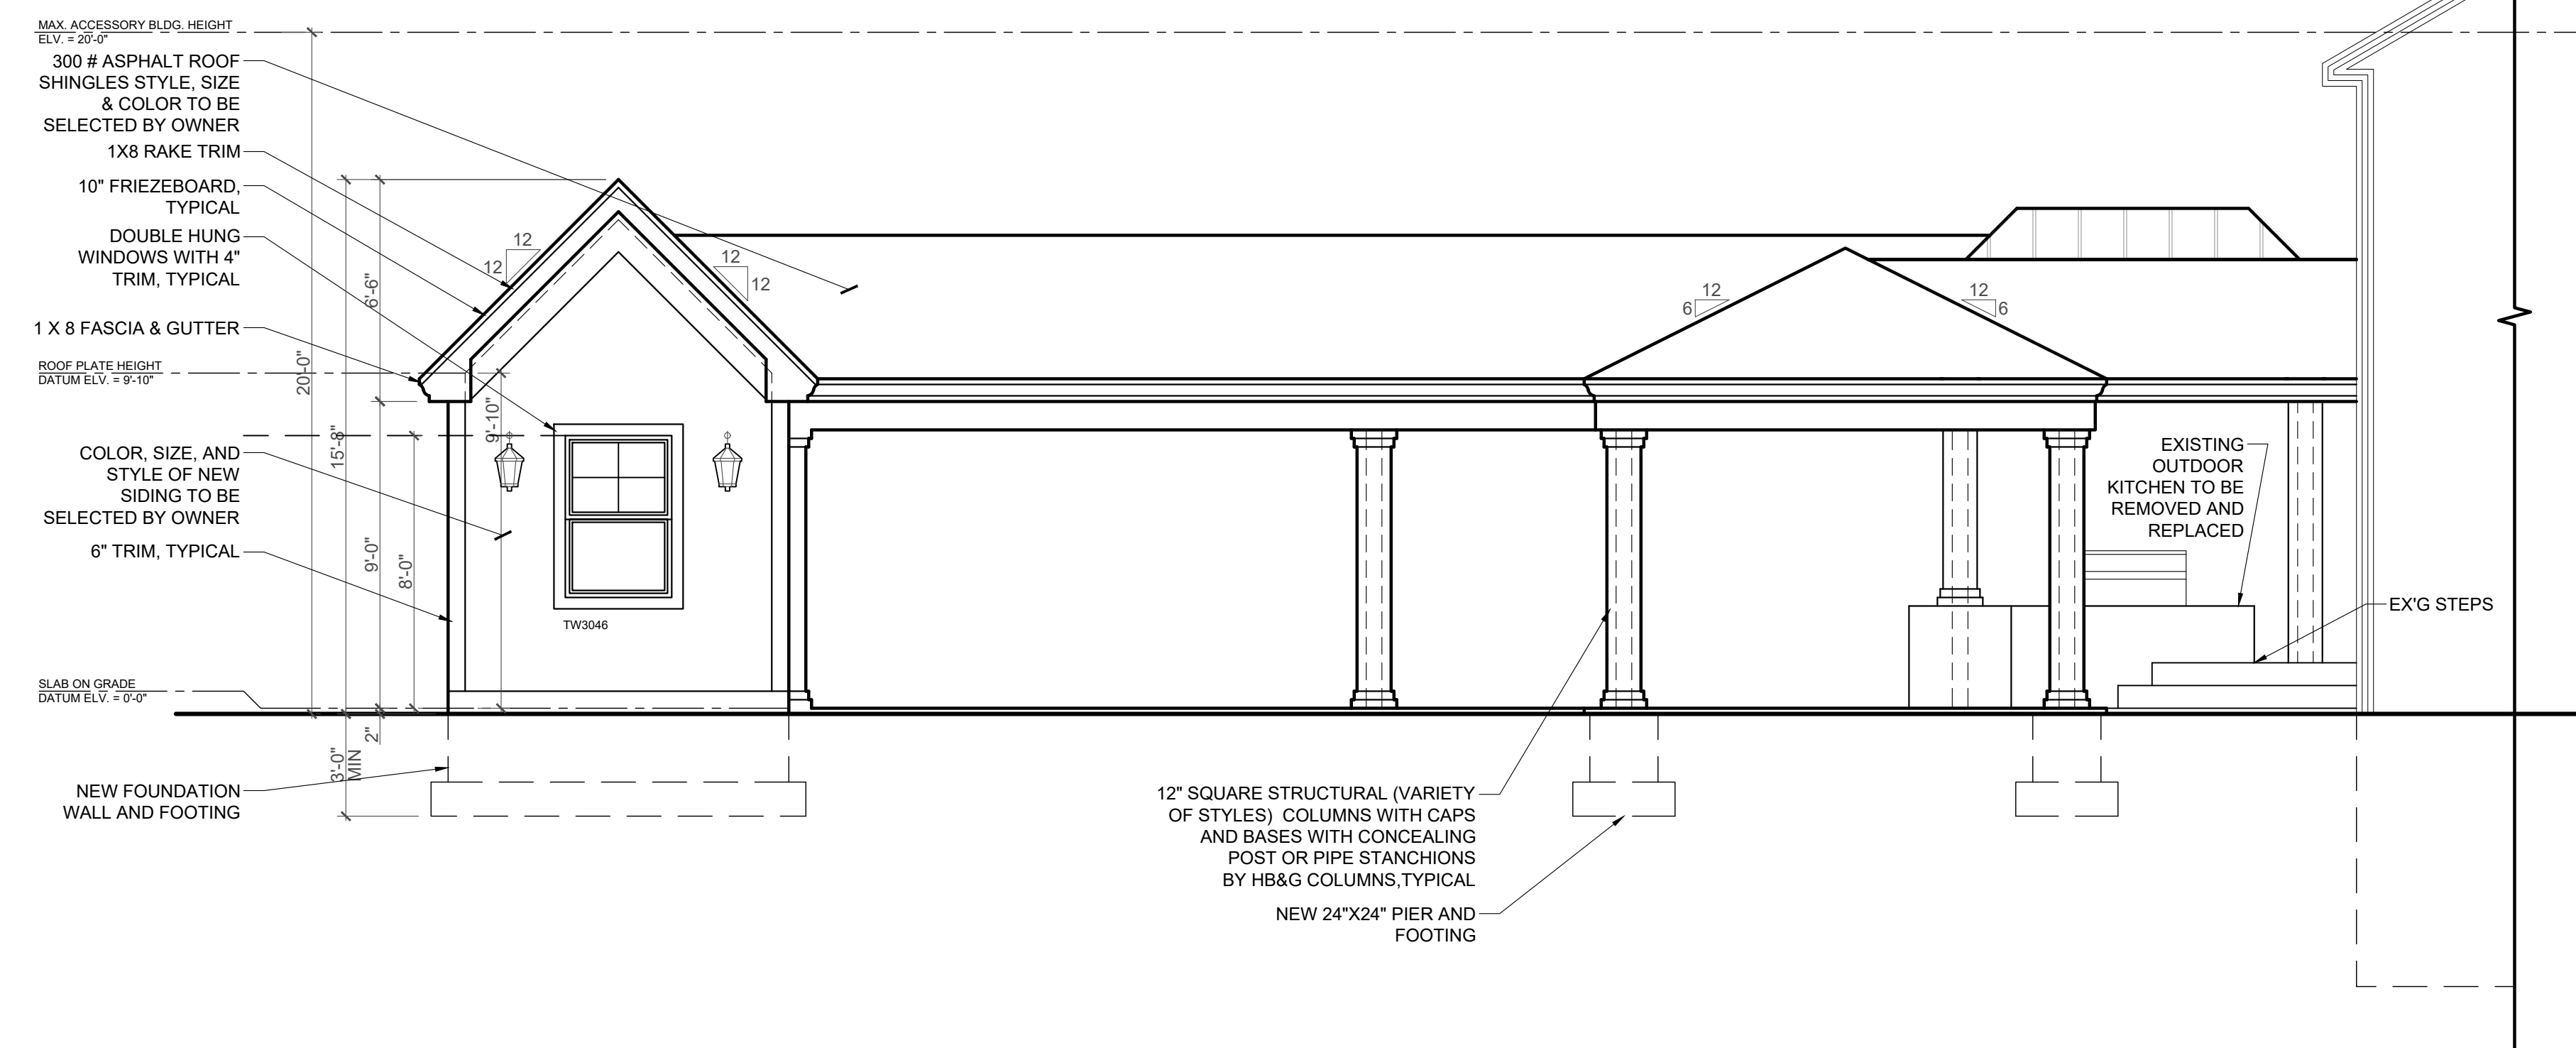 MAX. ACCESSORY BLDG. HEIGHT
ELV. = 20'-0"
300 # ASPHALT ROOF
SHINGLES STYLE, SIZE
& COLOR TO BE
SELECTED BY OWNER
1X8 RAKE TRIM
10" FRIEZEBOARD,
TYPICAL
DOUBLE HUNG
WINDOWS WITH 4"
TRIM, TYPICAL
1 X 8 FASCIA & GUTTER
ROOF PLATE HEIGHT
DATUM ELV. = 9'-10"
COLOR, SIZE, AND
STYLE OF NEW
SIDING TO BE
SELECTED BY OWNER
6" TRIM, TYPICAL
SLAB ON GRADE
DATUM ELV. = 0'-0"
NEW FOUNDATION
WALL AND FOOTING
20'-0"
15'-8"
6'-6"
9'-0"
8'-0"
9'-10"
2"
3'-0"
MIN
12
12
12
12
TW3046
12
6
12
6
EXISTING
OUTDOOR
KITCHEN TO BE
REMOVED AND
REPLACED
EX'G STEPS
12" SQUARE STRUCTURAL (VARIETY
OF STYLES) COLUMNS WITH CAPS
AND BASES WITH CONCEALING
POST OR PIPE STANCHIONS
BY HB&G COLUMNS,TYPICAL
NEW 24"X24" PIER AND
FOOTING